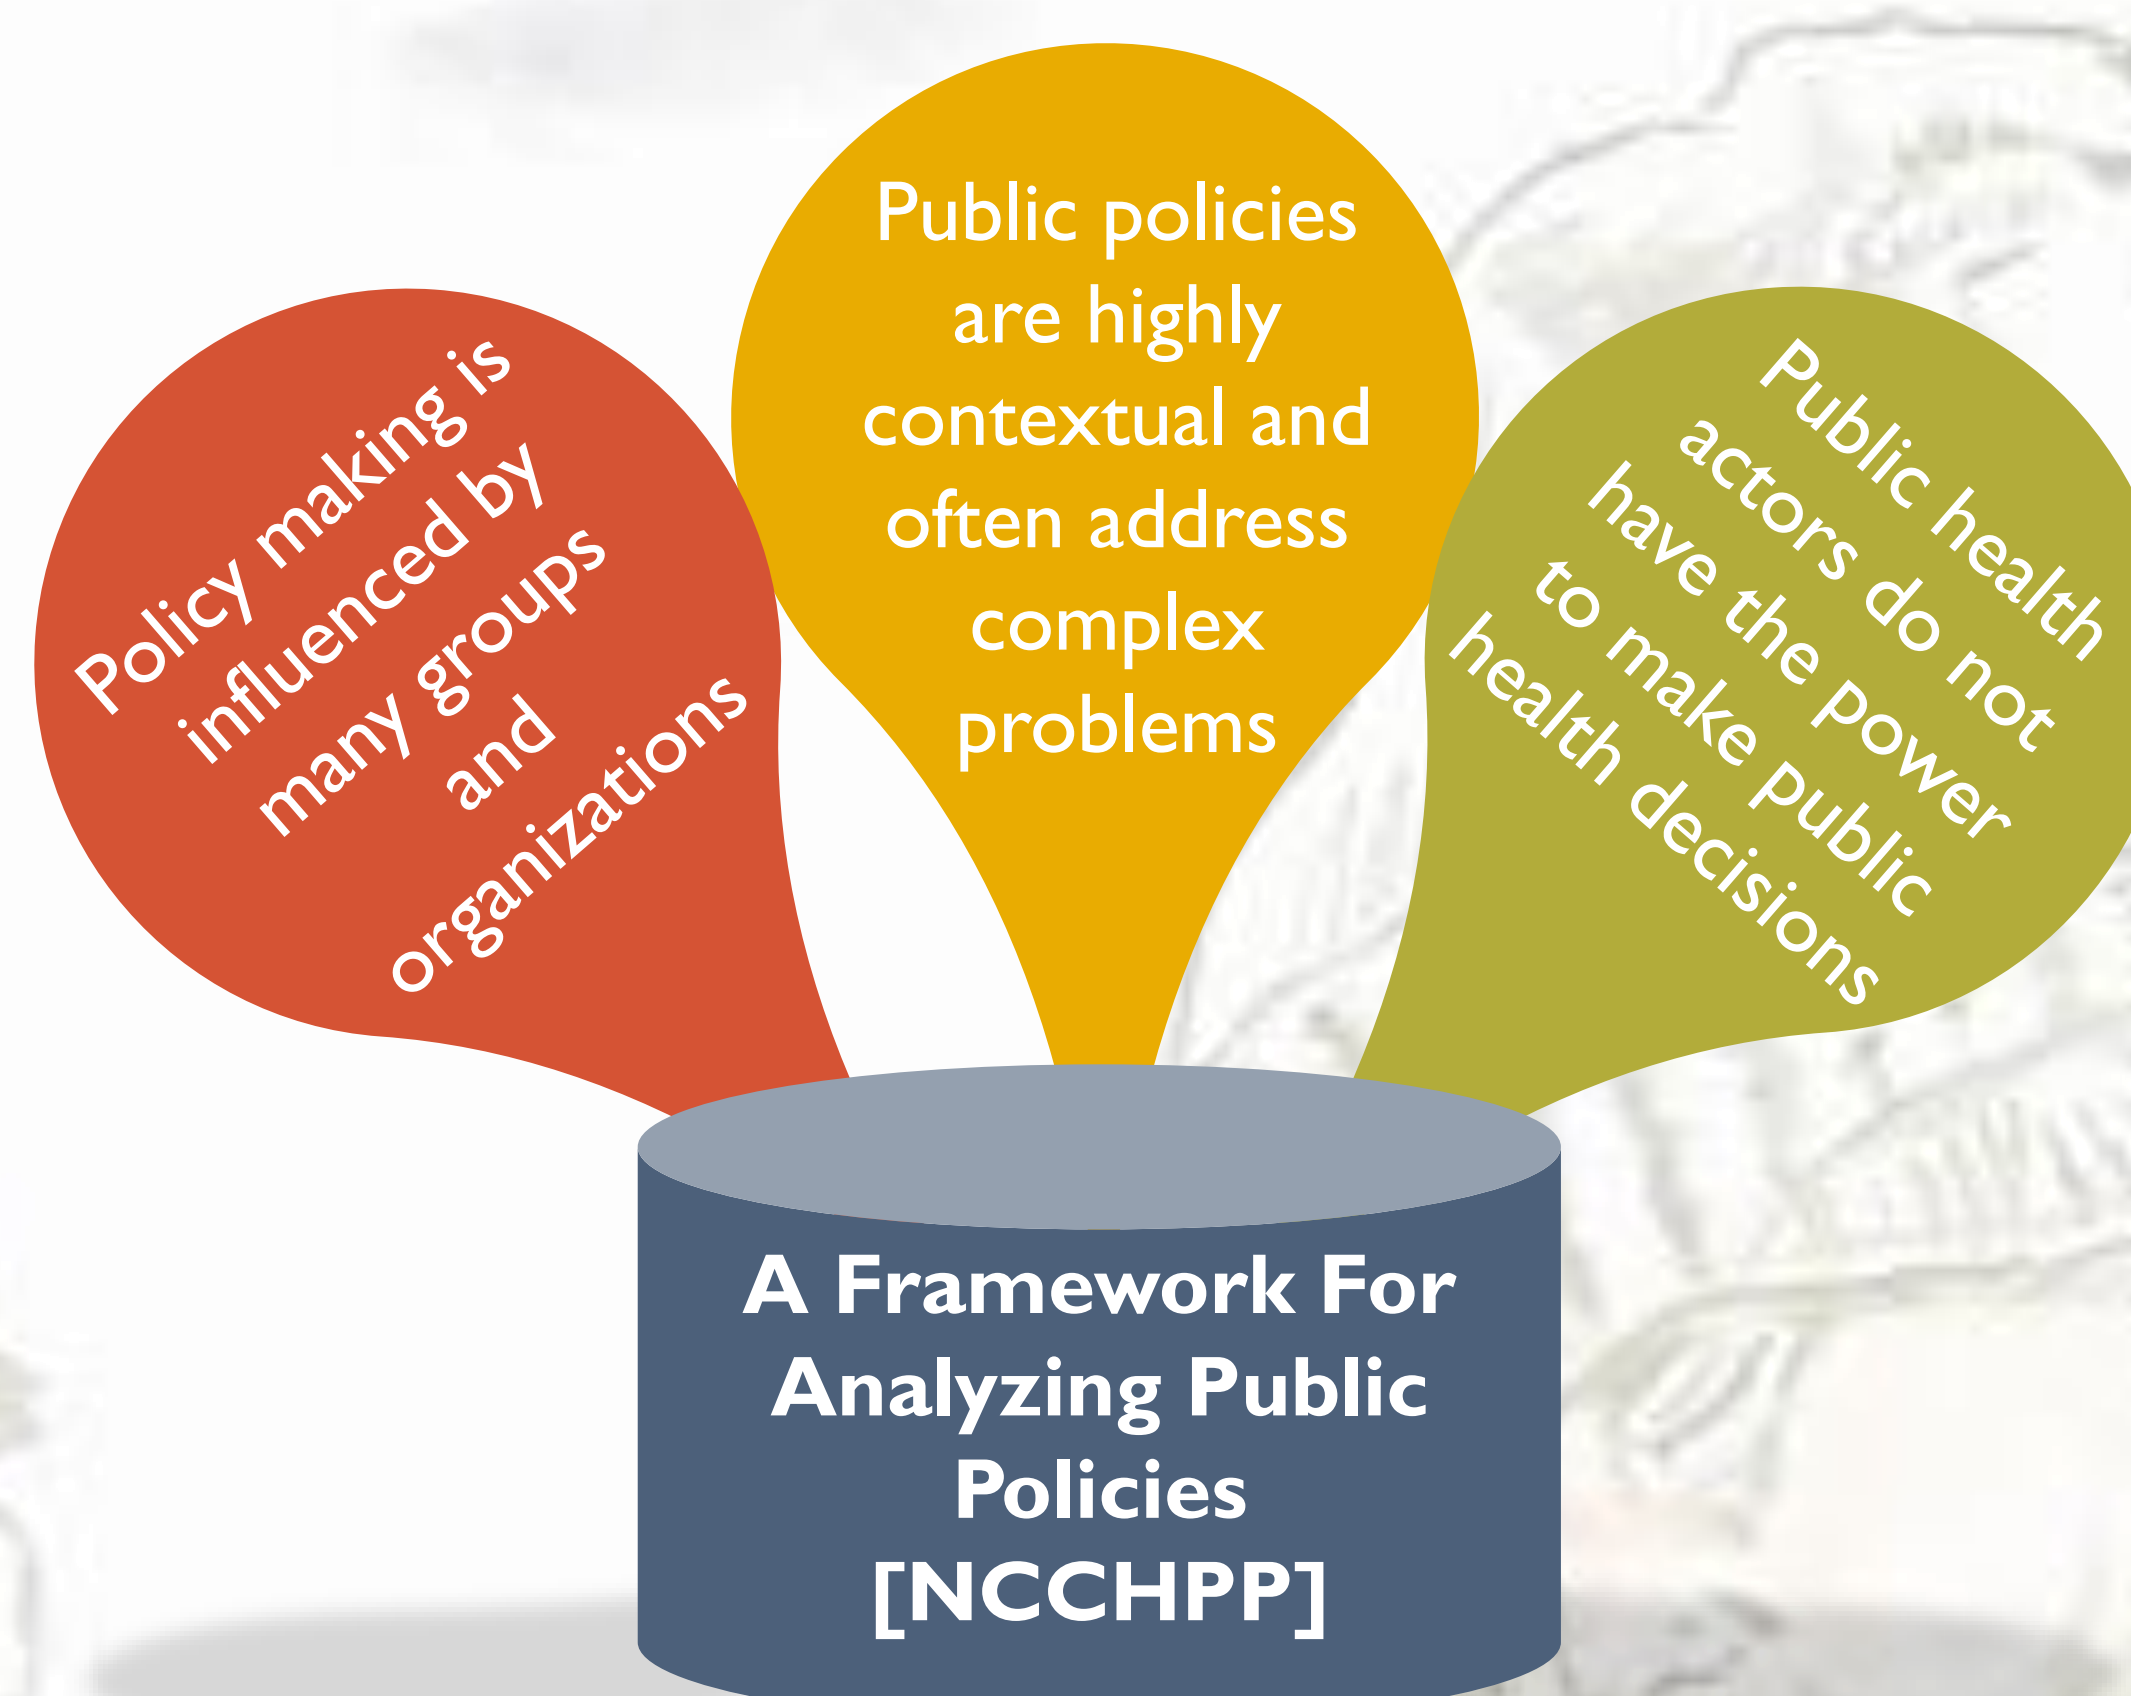 Policy making is
influenced by
many groups
and
organizations
Public policies
are highly
contextual and
often address
complex
problems
Public health
actors do not
have the power
to make public
health decisions
A Framework For
Analyzing Public
Policies
[NCCHPP]